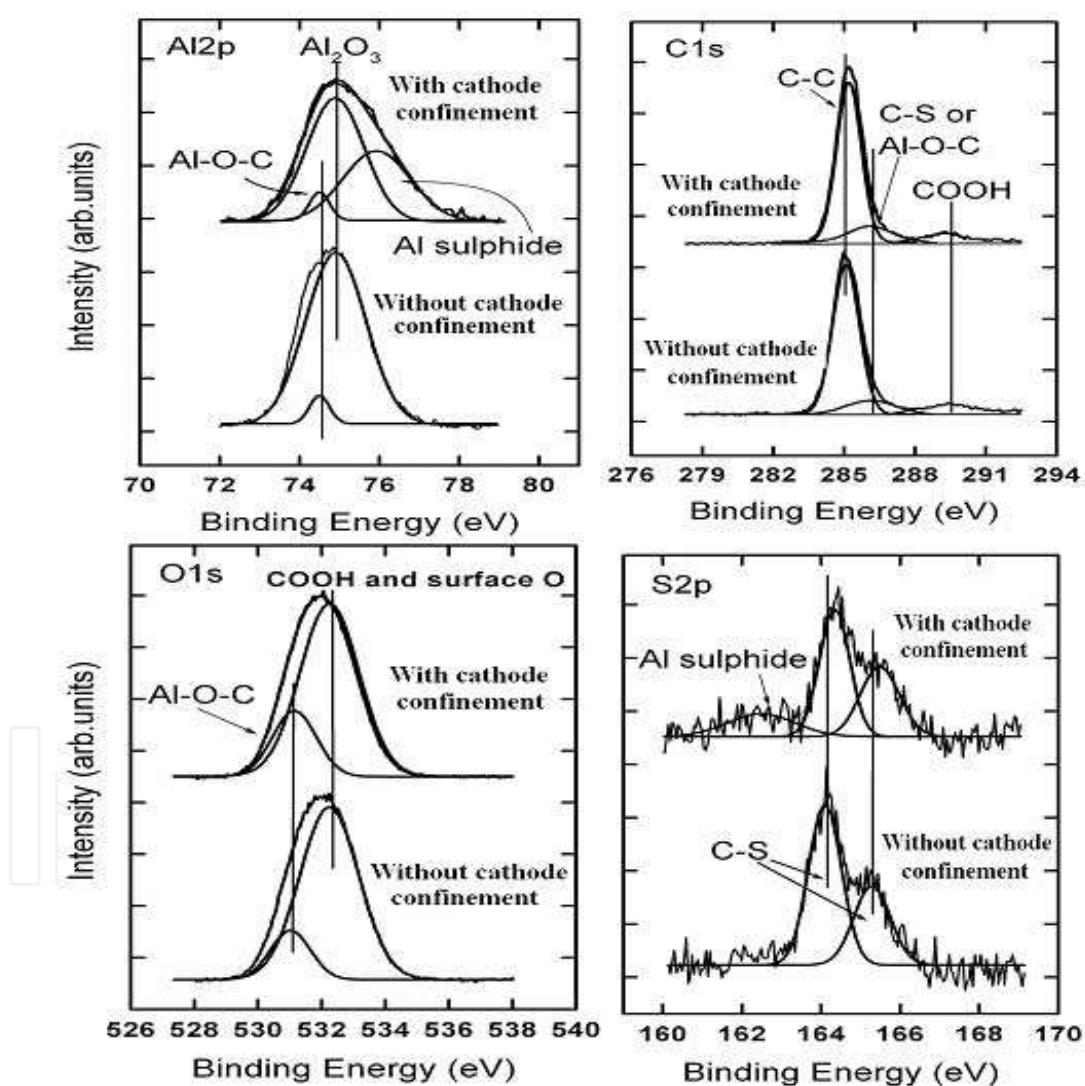 Al2p
Al₂O₃
With cathode
confinement
Al-O-C
Al sulphide
Without cathode
confinement
Intensity (arb.units)
70 72 74 76 78 80
Binding Energy (eV)
C1s
C-C
C-S or
Al-O-C
With cathode
confinement
COOH
Without cathode
confinement
276 279 282 285 288 291 294
Binding Energy (eV)
O1s
COOH and surface O
With cathode
confinement
Al-O-C
Without cathode
confinement
Intensity (arb.units)
526 528 530 532 534 536 538 540
Binding Energy (eV)
S2p
With cathode
confinement
Al sulphide
C-S
Without cathode
confinement
160 162 164 166 168 170
Binding Energy (eV)